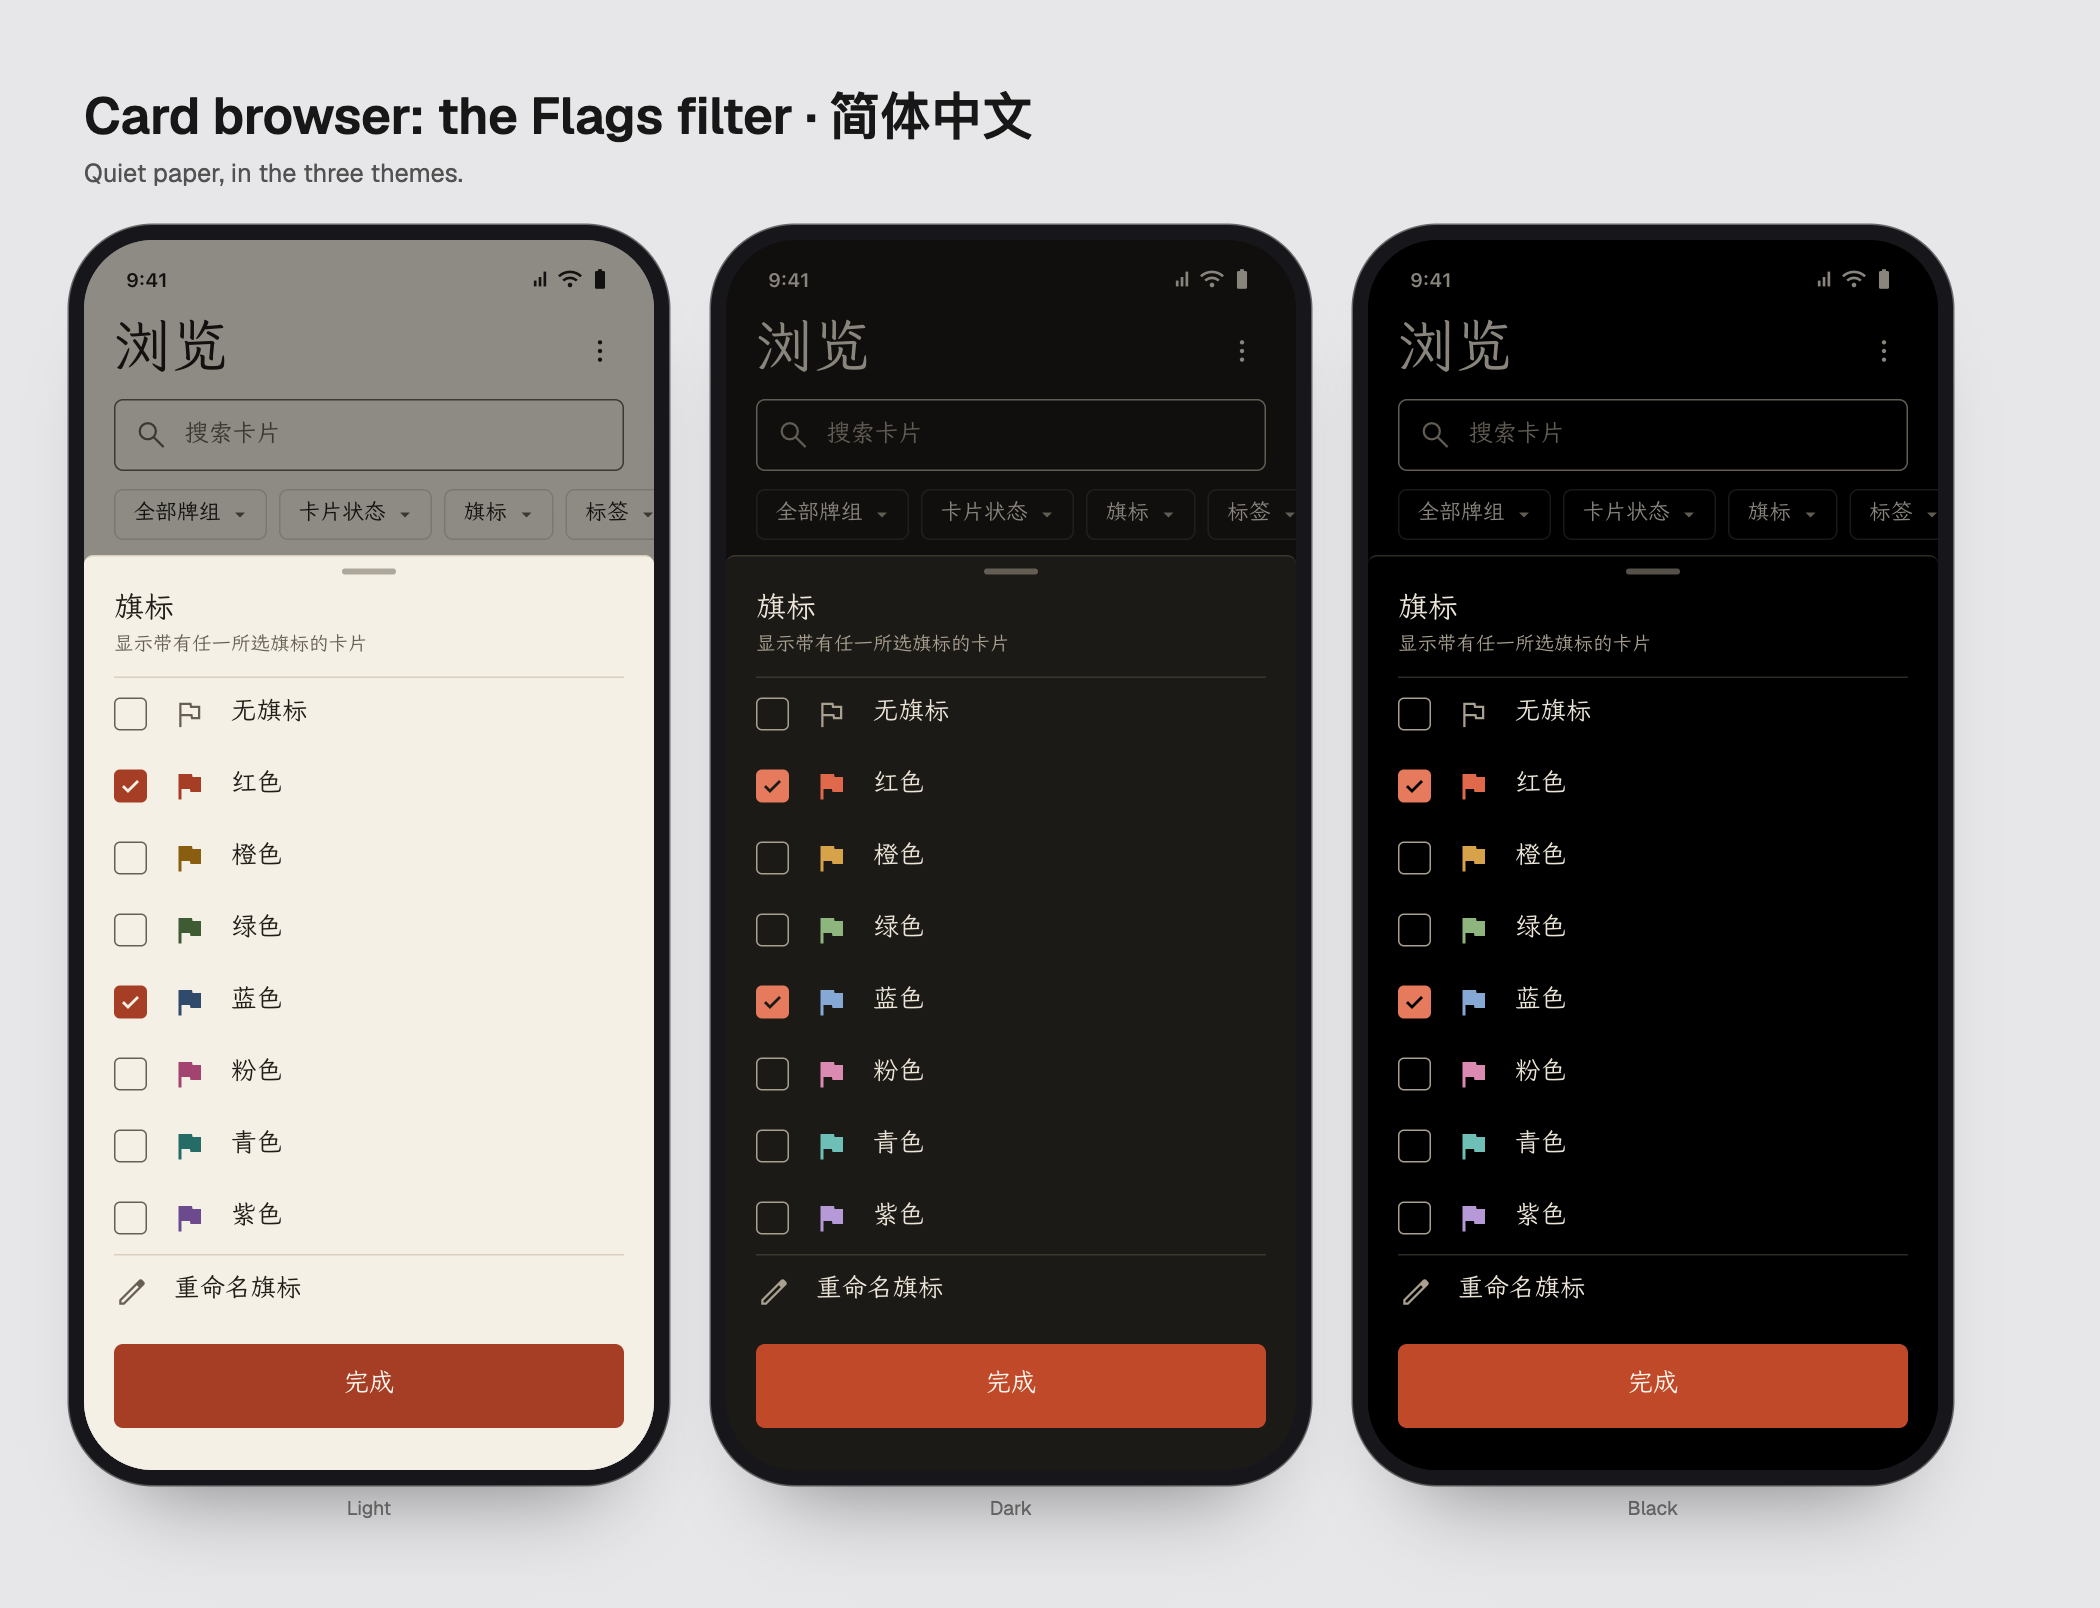 Card browser: the Flags filter · 简体中文
Quiet paper, in the three themes.
9:41
浏览
搜索卡片
全部牌组
卡片状态
旗标
标签
旗标
显示带有任一所选旗标的卡片
无旗标
红色
橙色
绿色
蓝色
粉色
青色
紫色
重命名旗标
完成
Light
9:41
浏览
搜索卡片
全部牌组
卡片状态
旗标
标签
旗标
显示带有任一所选旗标的卡片
无旗标
红色
橙色
绿色
蓝色
粉色
青色
紫色
重命名旗标
完成
Dark
9:41
浏览
搜索卡片
全部牌组
卡片状态
旗标
标签
旗标
显示带有任一所选旗标的卡片
无旗标
红色
橙色
绿色
蓝色
粉色
青色
紫色
重命名旗标
完成
Black